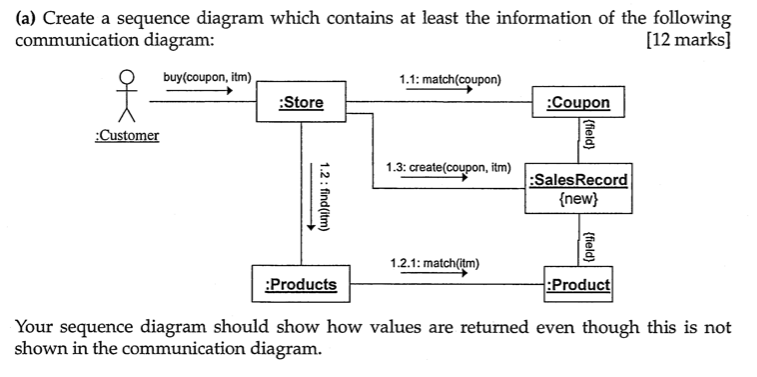 (a) Create a sequence diagram which contains at least the information of the following
communication diagram: [12 marks]
buy(coupon, itm)
1.1: match(coupon)
:Store
:Coupon
:Customer
{field}
1.2 : find(itm)
1.3: create(coupon, itm)
:SalesRecord
{new}
{field}
1.2.1: match(itm)
:Products
:Product
Your sequence diagram should show how values are returned even though this is not
shown in the communication diagram.